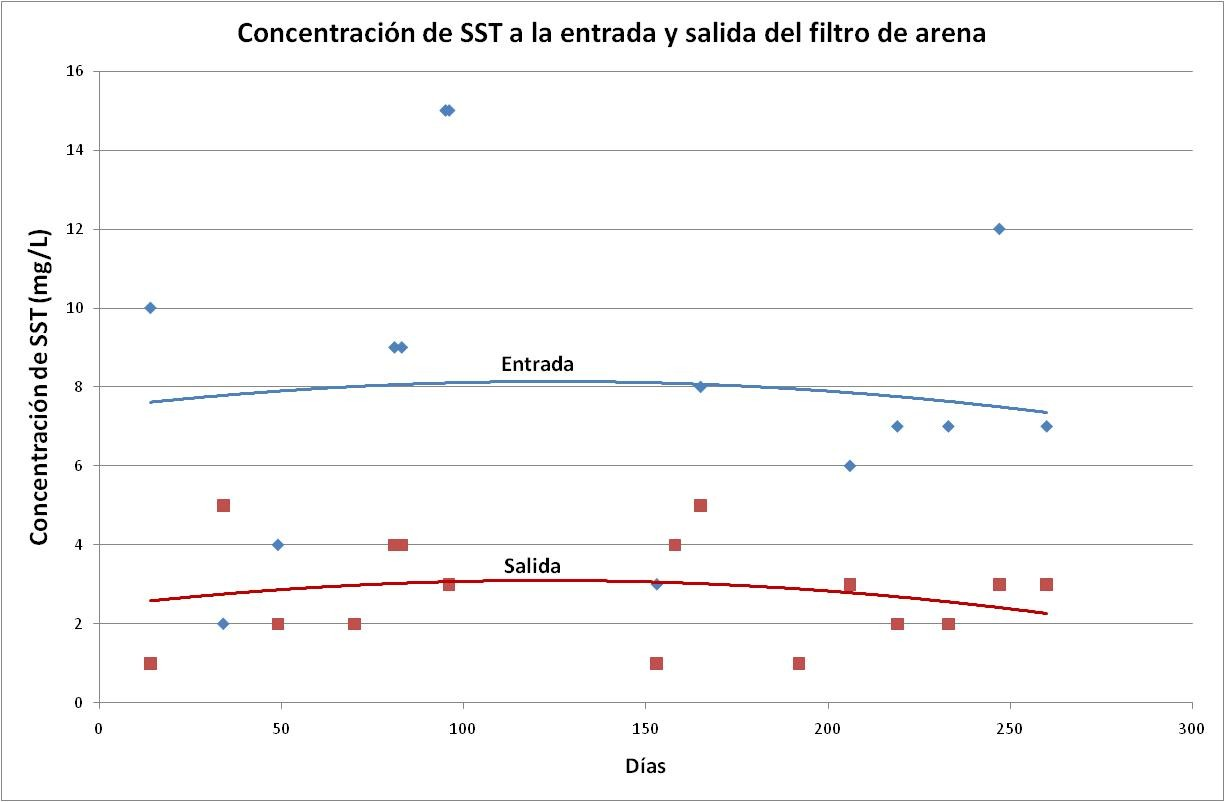 Concentración de SST a la entrada y salida del filtro de arena
Concentración de SST (mg/L)
16
14
12
10
8
6
4
2
0
Entrada
Salida
0 50 100 150 200 250 300
Días